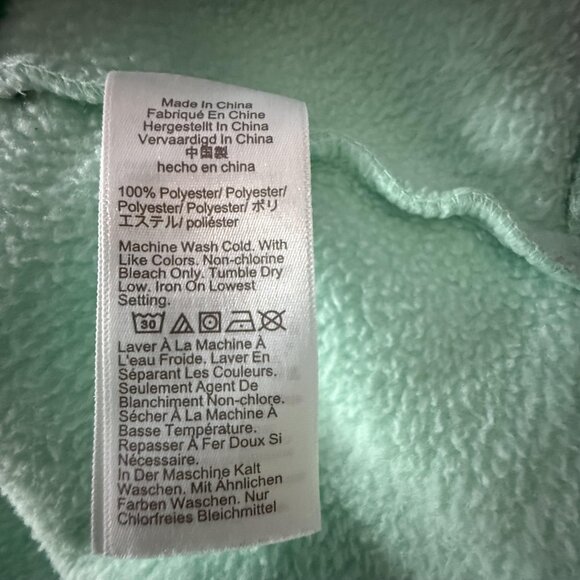 Made In China
Fabriqué En Chine
Hergestellt In China
Vervaardigd In China
中国製
hecho en china
100% Polyester/ Polyester/
Polyester/ Polyester/ ポリ
エステル/ poliéster
Machine Wash Cold. With
Like Colors. Non-chlorine
Bleach Only. Tumble Dry
Low. Iron On Lowest
Setting.
30
Laver À La Machine À
L'eau Froide. Laver En
Séparant Les Couleurs.
Seulement Agent De
Blanchiment Non-chlore.
Sécher À La Machine À
Basse Température.
Repasser À Fer Doux Si
Nécessaire.
In Der Maschine Kalt
Waschen. Mit Ähnlichen
Farben Waschen. Nur
Chlorfreies Bleichmittel